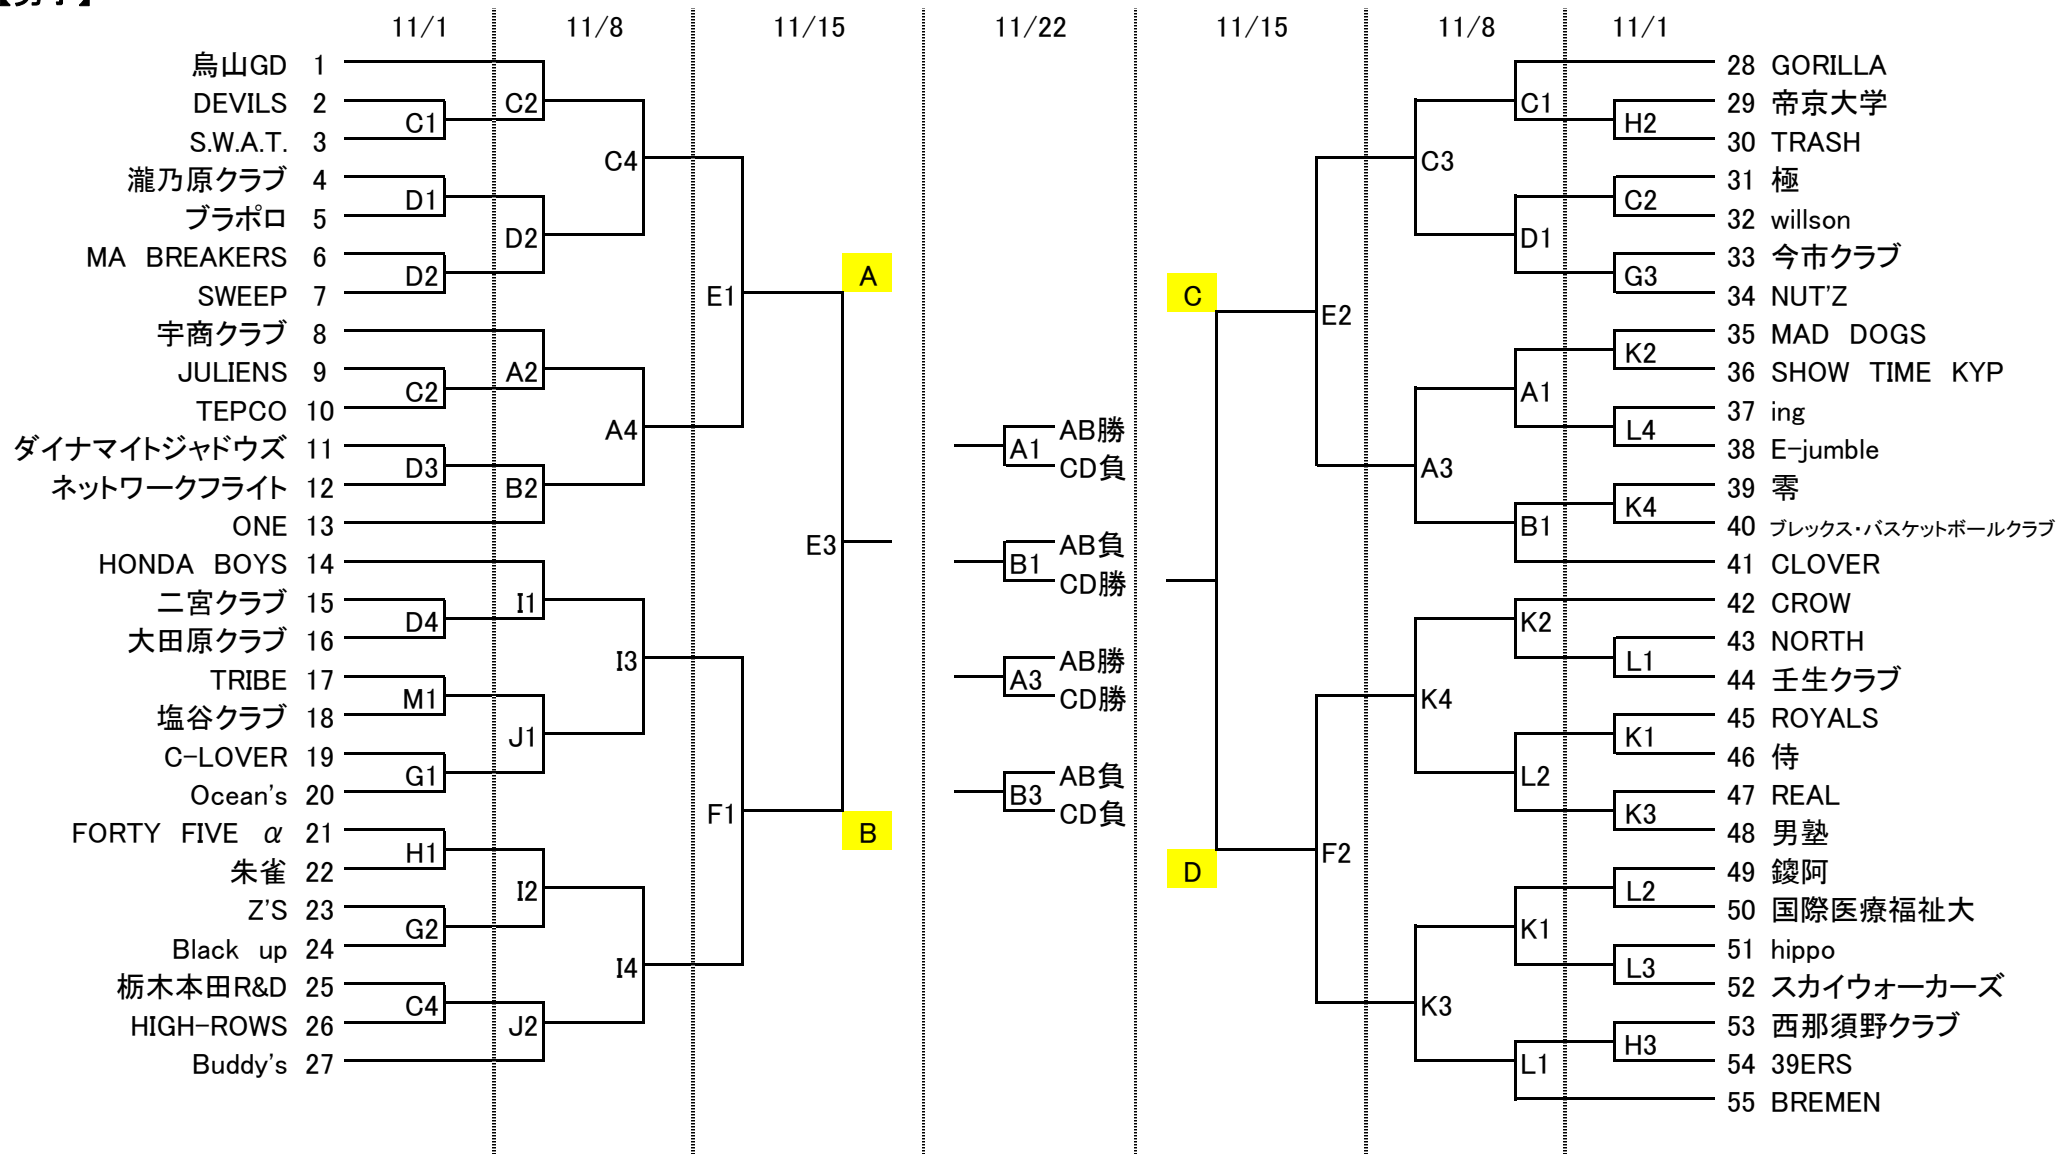 【男子】
11/1 11/8 11/15 11/22 11/15 11/8 11/1
烏山GD 1
DEVILS 2
S.W.A.T. 3
瀧乃原クラブ 4
ブラポロ 5
MA BREAKERS 6
SWEEP 7
宇商クラブ 8
JULIENS 9
TEPCO 10
ダイナマイトジャドウズ 11
ネットワークフライト 12
ONE 13
HONDA BOYS 14
二宮クラブ 15
大田原クラブ 16
TRIBE 17
塩谷クラブ 18
C-LOVER 19
Ocean's 20
FORTY FIVE α 21
朱雀 22
Z'S 23
Black up 24
栃木本田R&D 25
HIGH-ROWS 26
Buddy's 27
C1
D1
D2
C2
D3
D4
M1
G1
H1
G2
C4
C2
D2
A2
B2
I1
J1
I2
J2
C4
A4
I3
I4
E1
F1
A
E3
B
A1
AB勝
CD負
B1
AB負
CD勝
A3
AB勝
CD勝
B3
AB負
CD負
C
D
E2
F2
C3
A3
K4
K3
C1
D1
A1
B1
K2
L2
K1
L1
H2
C2
G3
K2
L4
K4
L1
K1
K3
L2
L3
H3
28 GORILLA
29 帝京大学
30 TRASH
31 極
32 willson
33 今市クラブ
34 NUT'Z
35 MAD DOGS
36 SHOW TIME KYP
37 ing
38 E-jumble
39 零
40 ブレックス・バスケットボールクラブ
41 CLOVER
42 CROW
43 NORTH
44 壬生クラブ
45 ROYALS
46 侍
47 REAL
48 男塾
49 鑁阿
50 国際医療福祉大
51 hippo
52 スカイウォーカーズ
53 西那須野クラブ
54 39ERS
55 BREMEN